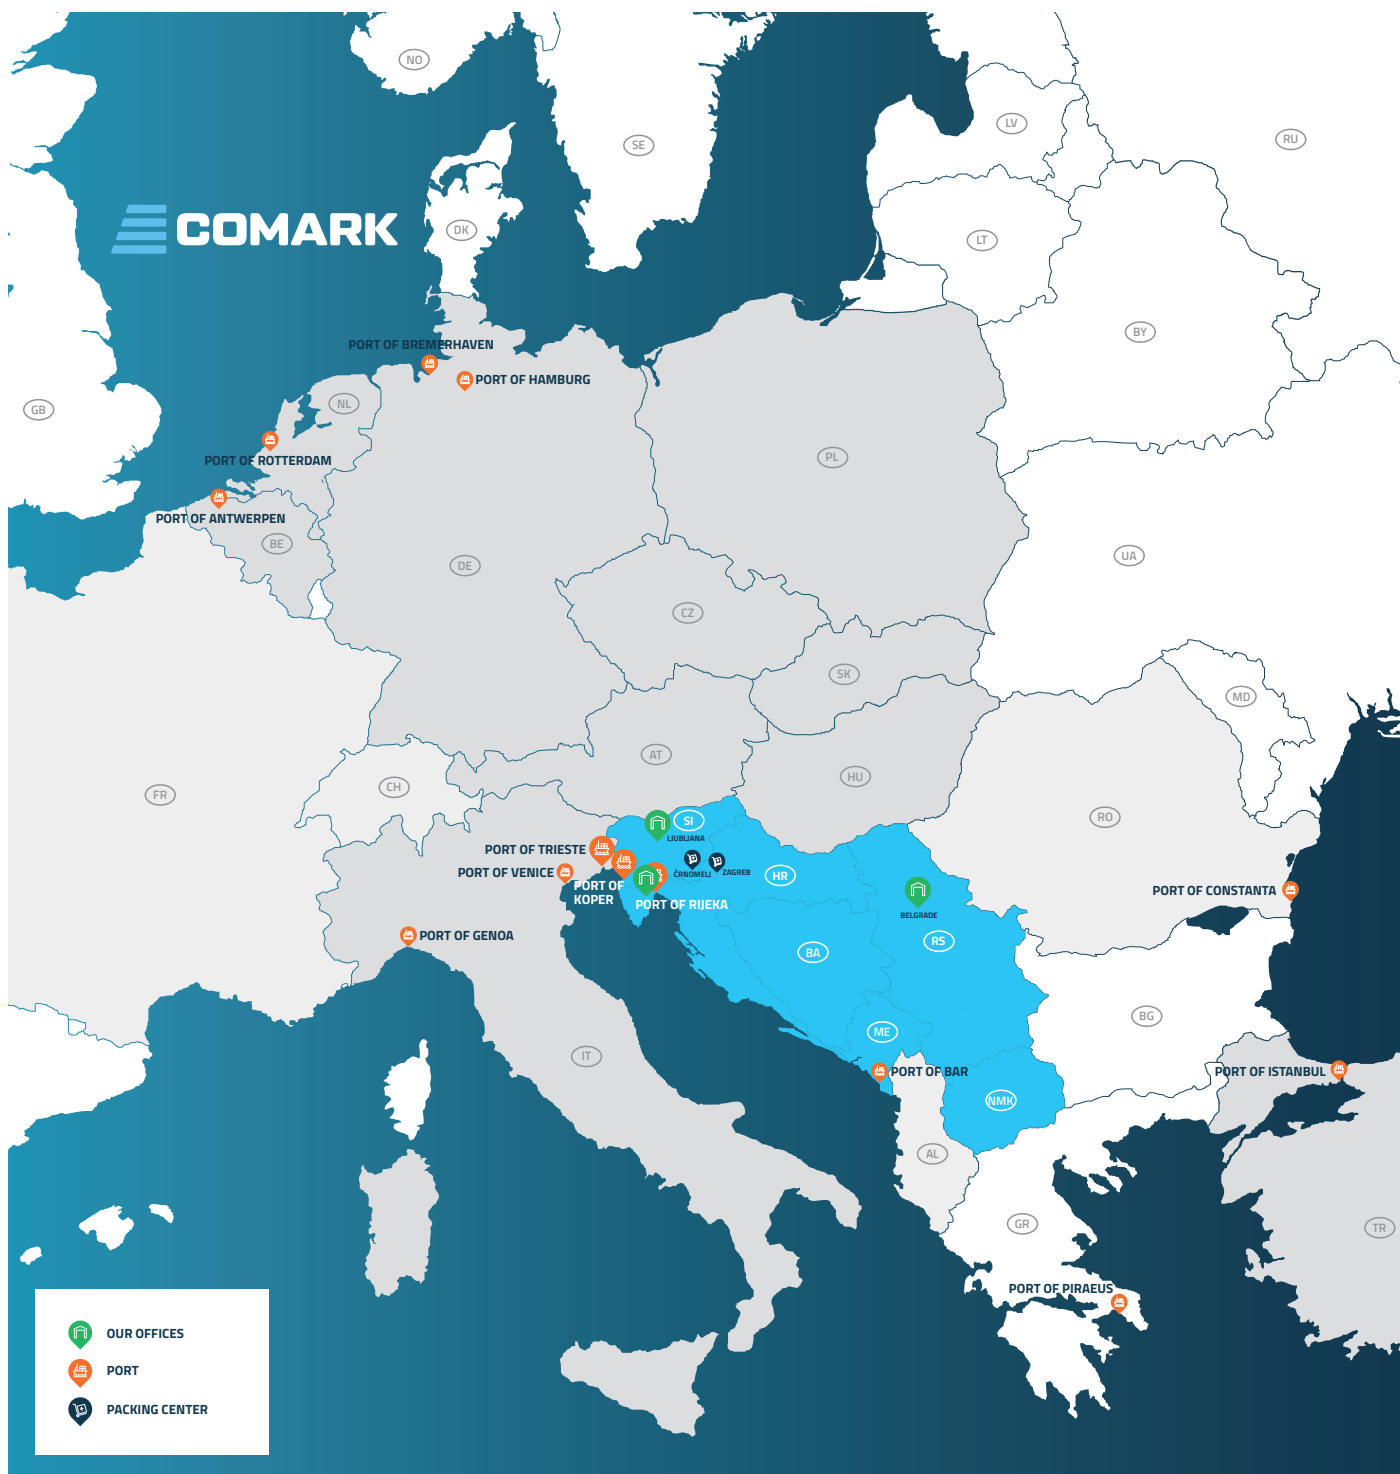 NO
SE
LV
RU
COMARK
DK
LT
BY
PORT OF BREMERHAVEN
PORT OF HAMBURG
GB
NL
PORT OF ROTTERDAM
PL
PORT OF ANTWERPEN
BE
DE
UA
CZ
SK
MD
AT
HU
CH
FR
RO
SI
LJUBLJANA
PORT OF TRIESTE
PORT OF VENICE
ČRNOMELJ
ZAGREB
HR
PORT OF
KOPER
PORT OF RIJEKA
BELGRADE
PORT OF CONSTANTA
PORT OF GENOA
RS
BA
BG
ME
IT
PORT OF BAR
PORT OF ISTANBUL
NMK
AL
GR
TR
PORT OF PIRAEUS
OUR OFFICES
PORT
PACKING CENTER